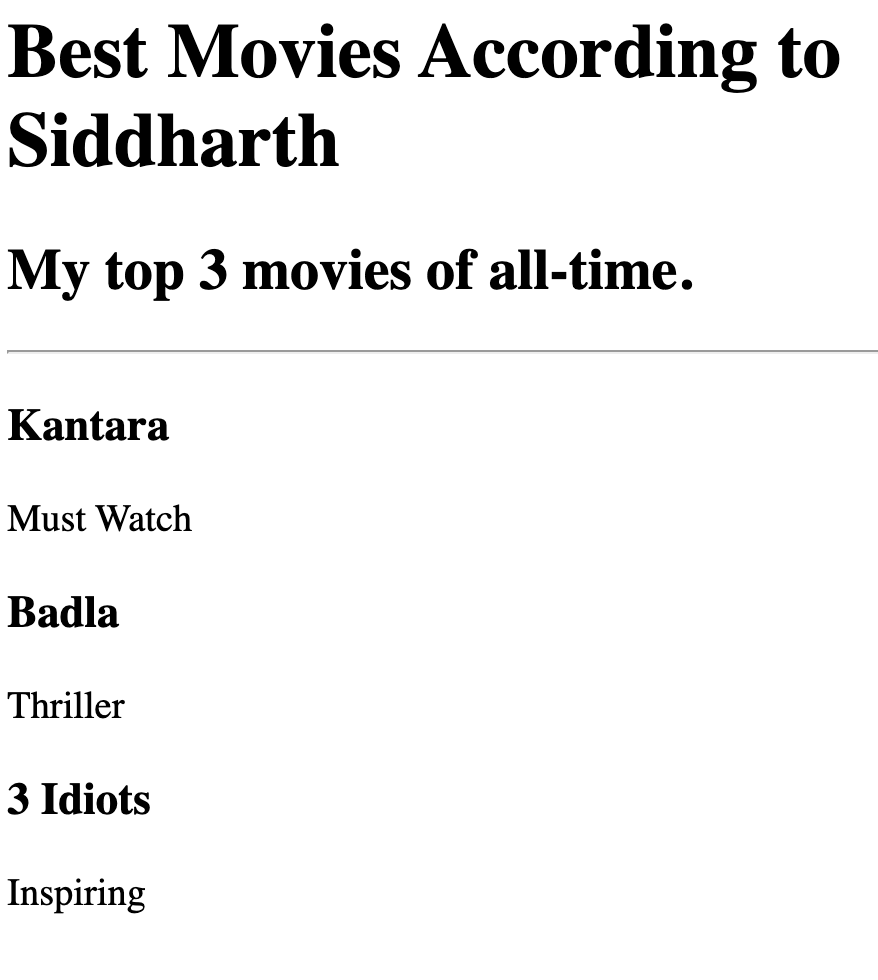 Best Movies According to
Siddharth
My top 3 movies of all-time.
Kantara
Must Watch
Badla
Thriller
3 Idiots
Inspiring